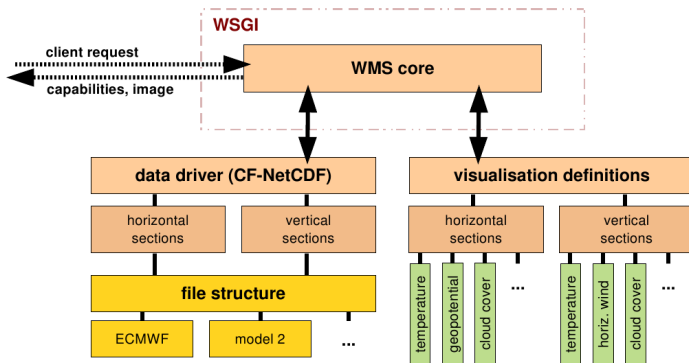 WSGI
client request
WMS core
capabilities, image
data driver (CF-NetCDF)
visualisation definitions
horizontal
sections
vertical
sections
horizontal
sections
vertical
sections
file structure
ECMWF
model 2
...
temperature
geopotential
cloud cover
...
temperature
horiz. wind
cloud cover
...